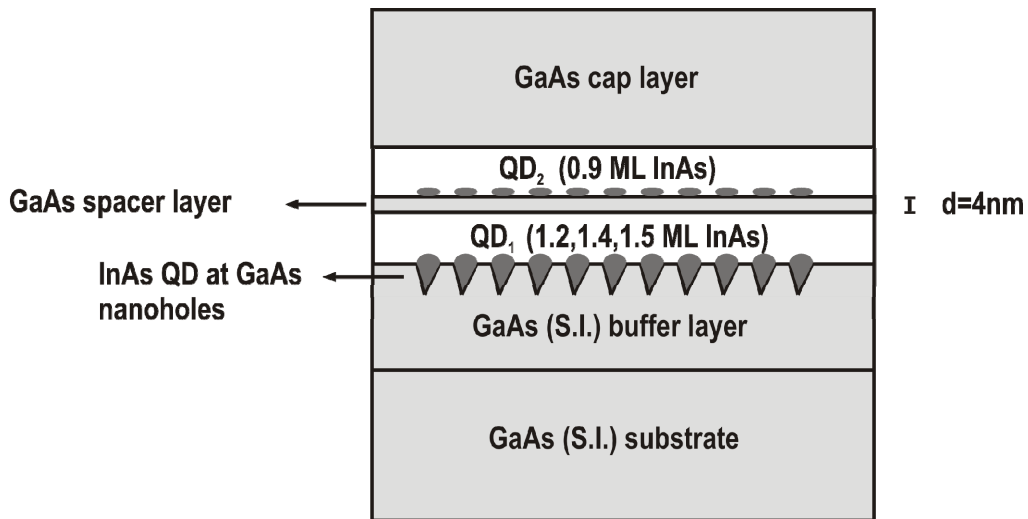 GaAs cap layer
QD₂ (0.9 ML InAs)
GaAs spacer layer
d=4nm
QD₁ (1.2,1.4,1.5 ML InAs)
InAs QD at GaAs
nanoholes
GaAs (S.I.) buffer layer
GaAs (S.I.) substrate